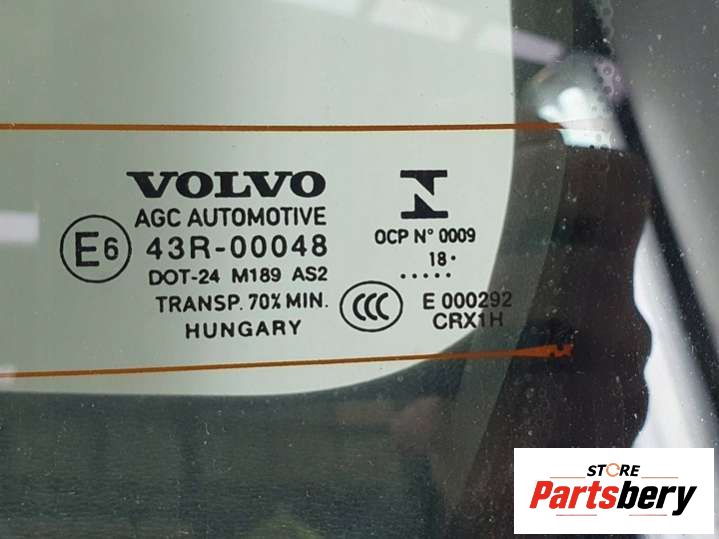 VOLVO
AGC AUTOMOTIVE
E6 43R-00048
DOT-24 M189 AS2
TRANSP. 70% MIN.
HUNGARY
N
OCP N° 0009
18•
.....
CCC
E 000292
CRX1H
STORE
Partsbery